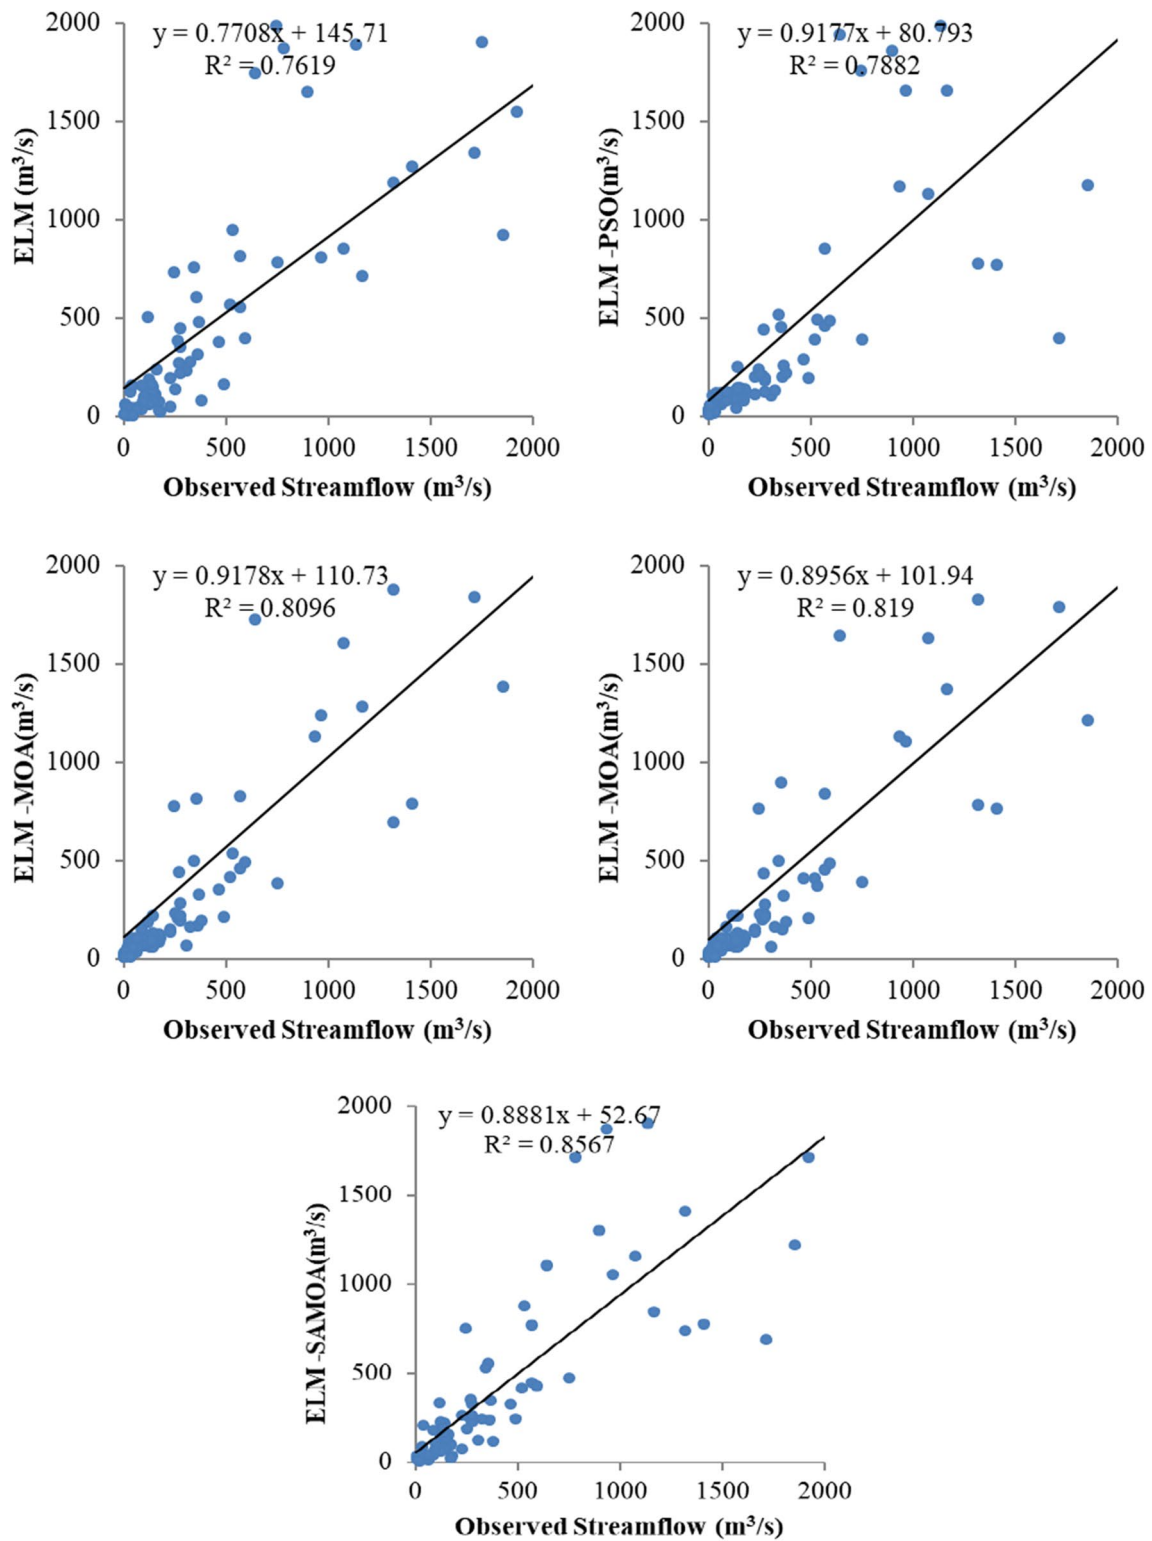 y = 0.7708x + 145.71
R² = 0.7619
2000
1500
1000
500
0
ELM (m³/s)
0 500 1000 1500 2000
Observed Streamflow (m³/s)
y = 0.9177x + 80.793
R² = 0.7882
2000
1500
1000
500
0
ELM -PSO(m³/s)
0 500 1000 1500 2000
Observed Streamflow (m³/s)
y = 0.9178x + 110.73
R² = 0.8096
2000
1500
1000
500
0
ELM -MOA(m³/s)
0 500 1000 1500 2000
Observed Streamflow (m³/s)
y = 0.8956x + 101.94
R² = 0.819
2000
1500
1000
500
0
ELM -MOA(m³/s)
0 500 1000 1500 2000
Observed Streamflow (m³/s)
y = 0.8881x + 52.67
R² = 0.8567
2000
1500
1000
500
0
ELM -SAMOA(m³/s)
0 500 1000 1500 2000
Observed Streamflow (m³/s)